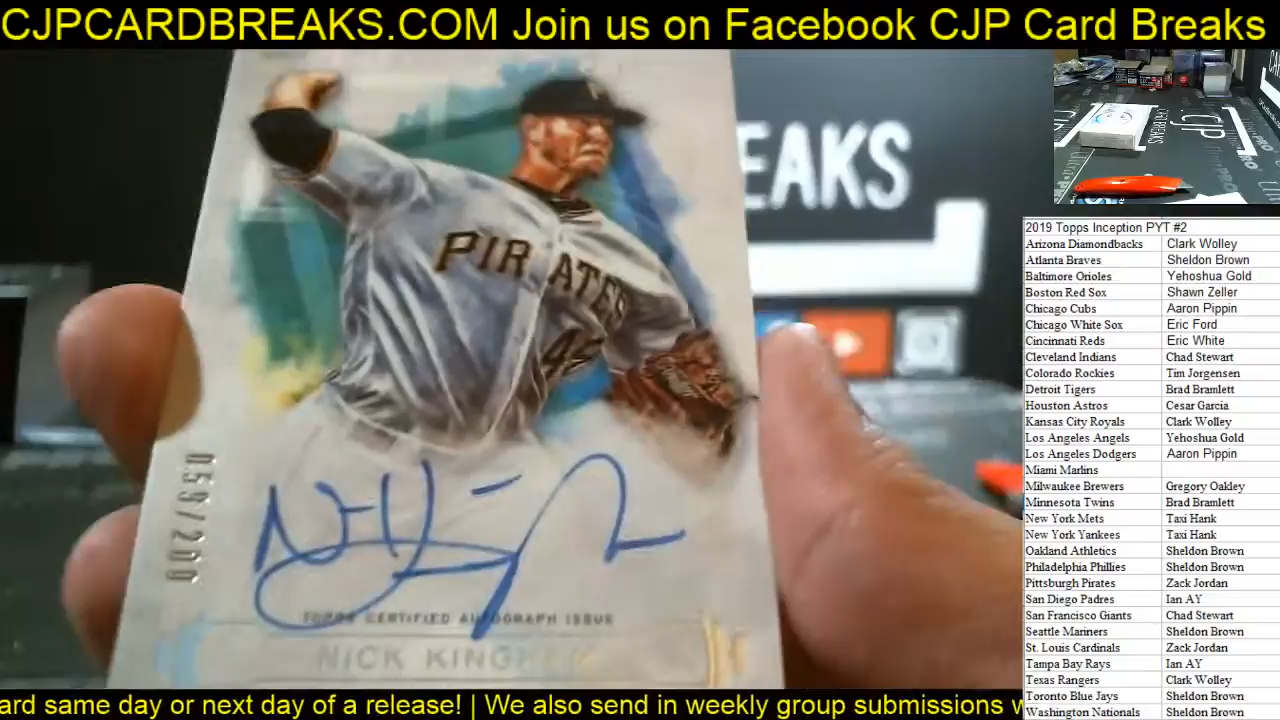 CJPCARDBREAKS.COM Join us on Facebook CJP Card Breaks
PIRATES
059/200
TOPPS CERTIFIED AUTOGRAPH ISSUE
NICK KINGHAM
EAKS
BREAKS
CJP
2019 Topps Inception PYT #2
Arizona Diamondbacks Clark Wolley
Atlanta Braves Sheldon Brown
Baltimore Orioles Yehoshua Gold
Boston Red Sox Shawn Zeller
Chicago Cubs Aaron Pippin
Chicago White Sox Eric Ford
Cincinnati Reds Eric White
Cleveland Indians Chad Stewart
Colorado Rockies Tim Jorgensen
Detroit Tigers Brad Bramlett
Houston Astros Cesar Garcia
Kansas City Royals Clark Wolley
Los Angeles Angels Yehoshua Gold
Los Angeles Dodgers Aaron Pippin
Miami Marlins
Milwaukee Brewers Gregory Oakley
Minnesota Twins Brad Bramlett
New York Mets Taxi Hank
New York Yankees Taxi Hank
Oakland Athletics Sheldon Brown
Philadelphia Phillies Sheldon Brown
Pittsburgh Pirates Zack Jordan
San Diego Padres Ian AY
San Francisco Giants Chad Stewart
Seattle Mariners Sheldon Brown
St. Louis Cardinals Zack Jordan
Tampa Bay Rays Ian AY
Texas Rangers Clark Wolley
Toronto Blue Jays Sheldon Brown
Washington Nationals Sheldon Brown
ard same day or next day of a release! | We also send in weekly group submissions